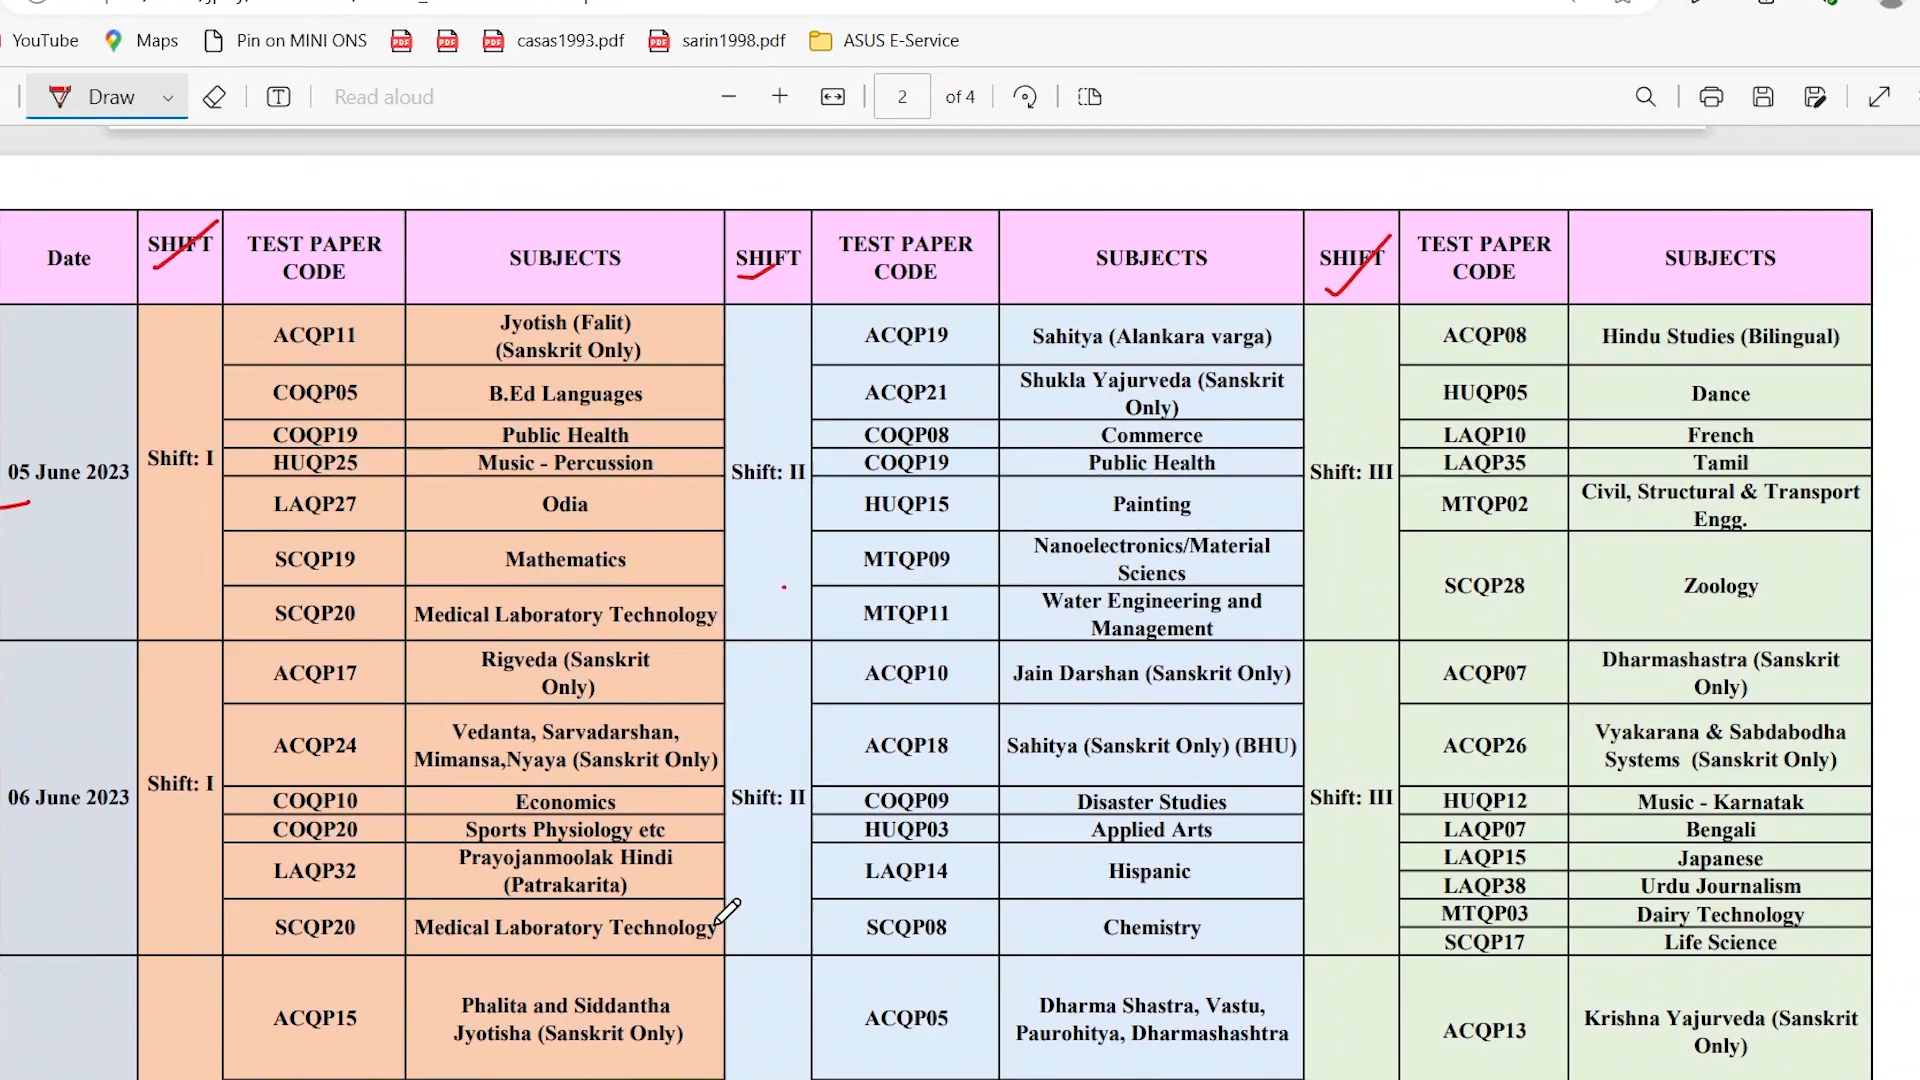 YouTube Maps Pin on MINI ONS PDF PDF PDF casas1993.pdf PDF sarin1998.pdf ASUS E-Service
Draw T Read aloud 2 of 4
Date SHIFT TEST PAPER CODE SUBJECTS SHIFT TEST PAPER CODE SUBJECTS SHIFT TEST PAPER CODE SUBJECTS
05 June 2023
Shift: I
ACQP11 Jyotish (Falit)
(Sanskrit Only)
COQP05 B.Ed Languages
COQP19 Public Health
HUQP25 Music - Percussion
LAQP27 Odia
SCQP19 Mathematics
SCQP20 Medical Laboratory Technology
Shift: II
ACQP19 Sahitya (Alankara varga)
ACQP21 Shukla Yajurveda (Sanskrit
Only)
COQP08 Commerce
COQP19 Public Health
HUQP15 Painting
MTQP09 Nanoelectronics/Material
Sciencs
MTQP11 Water Engineering and
Management
Shift: III
ACQP08 Hindu Studies (Bilingual)
HUQP05 Dance
LAQP10 French
LAQP35 Tamil
MTQP02 Civil, Structural & Transport
Engg.
SCQP28 Zoology
06 June 2023
Shift: I
ACQP17 Rigveda (Sanskrit
Only)
ACQP24 Vedanta, Sarvadarshan,
Mimansa,Nyaya (Sanskrit Only)
COQP10 Economics
COQP20 Sports Physiology etc
LAQP32 Prayojanmoolak Hindi
(Patrakarita)
SCQP20 Medical Laboratory Technology
Shift: II
ACQP10 Jain Darshan (Sanskrit Only)
ACQP18 Sahitya (Sanskrit Only) (BHU)
COQP09 Disaster Studies
HUQP03 Applied Arts
LAQP14 Hispanic
SCQP08 Chemistry
Shift: III
ACQP07 Dharmashastra (Sanskrit
Only)
ACQP26 Vyakarana & Sabdabodha
Systems (Sanskrit Only)
HUQP12 Music - Karnatak
LAQP07 Bengali
LAQP15 Japanese
LAQP38 Urdu Journalism
MTQP03 Dairy Technology
SCQP17 Life Science
ACQP15 Phalita and Siddantha
Jyotisha (Sanskrit Only)
ACQP05 Dharma Shastra, Vastu,
Paurohitya, Dharmashashtra
ACQP13 Krishna Yajurveda (Sanskrit
Only)